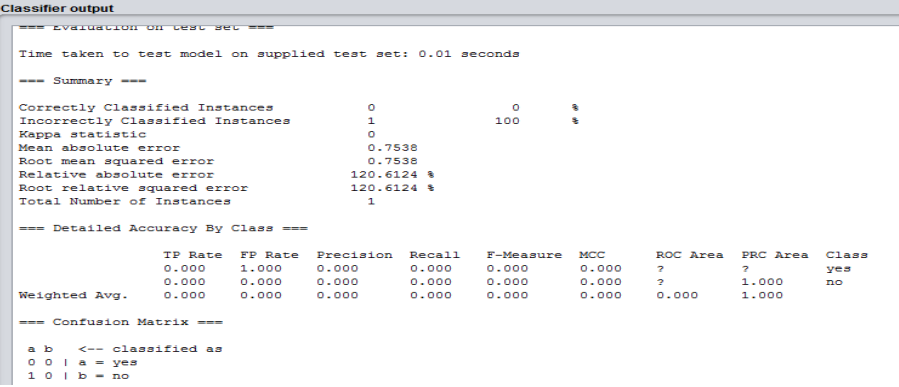 Classifier output
=== Evaluation on test set ===
Time taken to test model on supplied test set: 0.01 seconds
=== Summary ===
Correctly Classified Instances 0 0 %
Incorrectly Classified Instances 1 100 %
Kappa statistic 0
Mean absolute error 0.7538
Root mean squared error 0.7538
Relative absolute error 120.6124 %
Root relative squared error 120.6124 %
Total Number of Instances 1
=== Detailed Accuracy By Class ===
TP Rate FP Rate Precision Recall F-Measure MCC ROC Area PRC Area Class
0.000 1.000 0.000 0.000 0.000 0.000 ? ? yes
0.000 0.000 0.000 0.000 0.000 0.000 ? 1.000 no
Weighted Avg. 0.000 0.000 0.000 0.000 0.000 0.000 0.000 1.000
=== Confusion Matrix ===
a b <-- classified as
0 0 | a = yes
1 0 | b = no